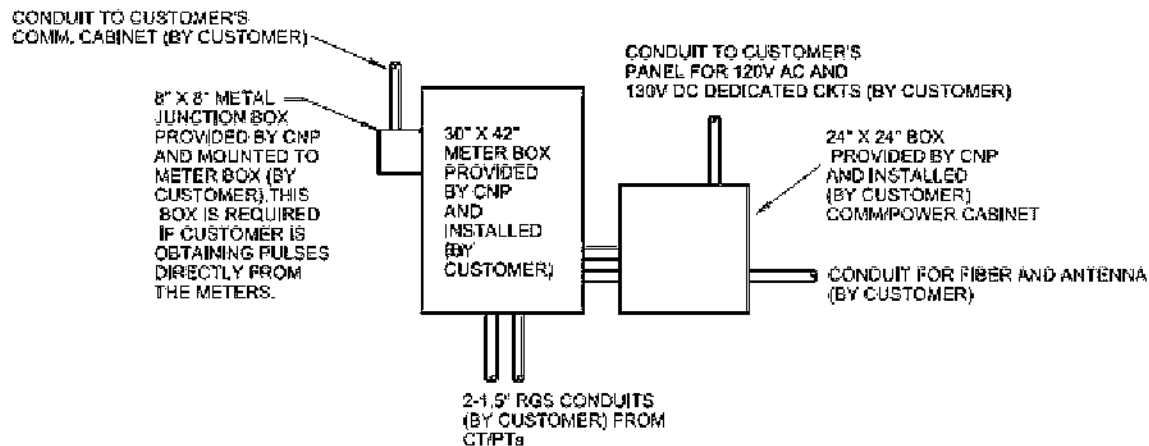 CONDUIT TO CUSTOMER'S
COMM. CABINET (BY CUSTOMER)
8" X 8" METAL
JUNCTION BOX
PROVIDED BY CNP
AND MOUNTED TO
METER BOX (BY
CUSTOMER).THIS
BOX IS REQUIRED
IF CUSTOMER IS
OBTAINING PULSES
DIRECTLY FROM
THE METERS.
30" X 42"
METER BOX
PROVIDED
BY CNP
AND
INSTALLED
(BY
CUSTOMER)
CONDUIT TO CUSTOMER'S
PANEL FOR 120V AC AND
130V DC DEDICATED CKTS (BY CUSTOMER)
24" X 24" BOX
PROVIDED BY CNP
AND INSTALLED
(BY CUSTOMER)
COMM/POWER CABINET
CONDUIT FOR FIBER AND ANTENNA
(BY CUSTOMER)
2-1.5" RGS CONDUITS
(BY CUSTOMER) FROM
CT/PTs